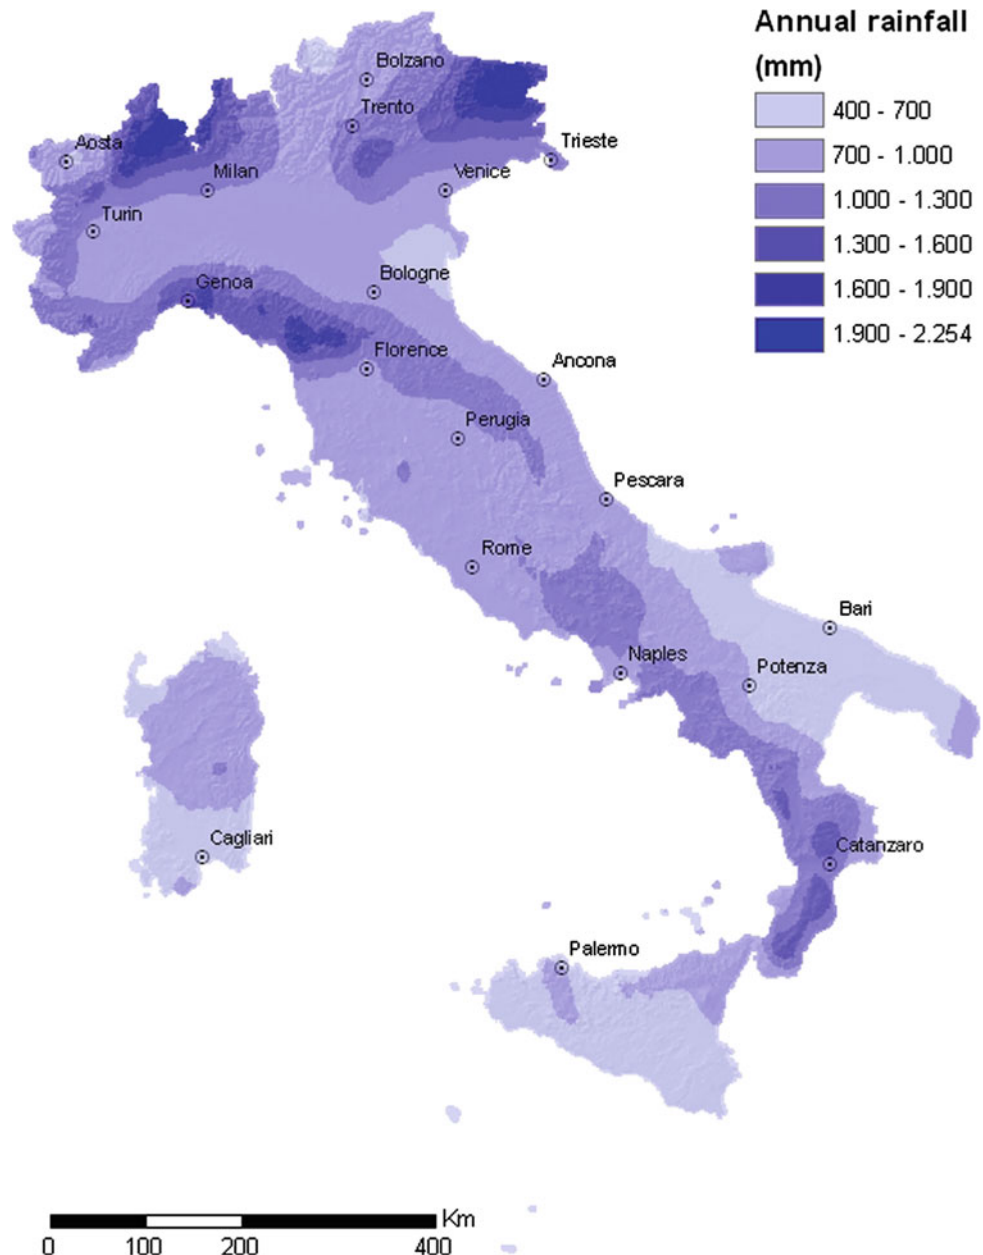 Annual rainfall
(mm)
400 - 700
700 - 1.000
1.000 - 1.300
1.300 - 1.600
1.600 - 1.900
1.900 - 2.254
Bolzano
Trento
Aosta
Trieste
Milan
Venice
Turin
Bologne
Genoa
Florence
Ancona
Perugia
Pescara
Rome
Bari
Naples
Potenza
Cagliari
Catanzaro
Palermo
Km
0 100 200 400